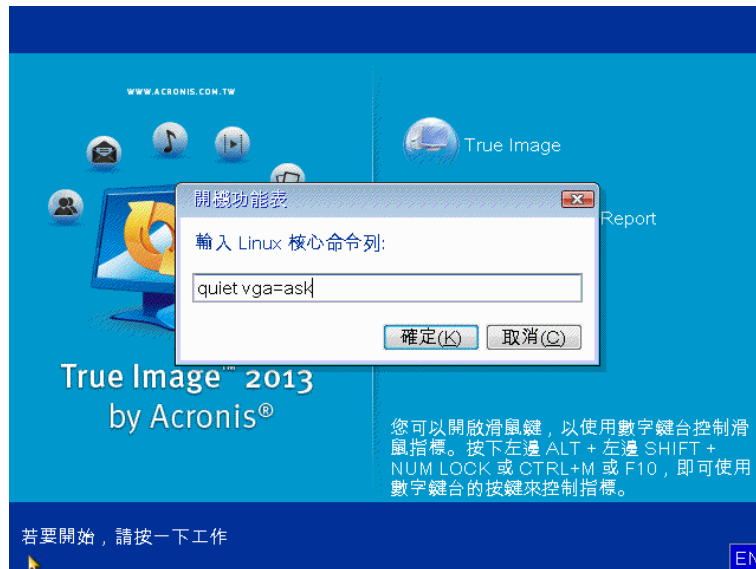 WWW.ACRONIS.COM.TW
True Image
Report
開機功能表
輸入 Linux 核心命令列:
quiet vga=ask
確定(K)
取消(C)
True Image™ 2013
by Acronis®
您可以開啟滑鼠鍵，以使用數字鍵台控制滑
鼠指標。按下左邊 ALT + 左邊 SHIFT +
NUM LOCK 或 CTRL+M 或 F10，即可使用
數字鍵台的按鍵來控制指標。
若要開始，請按一下工作
EN